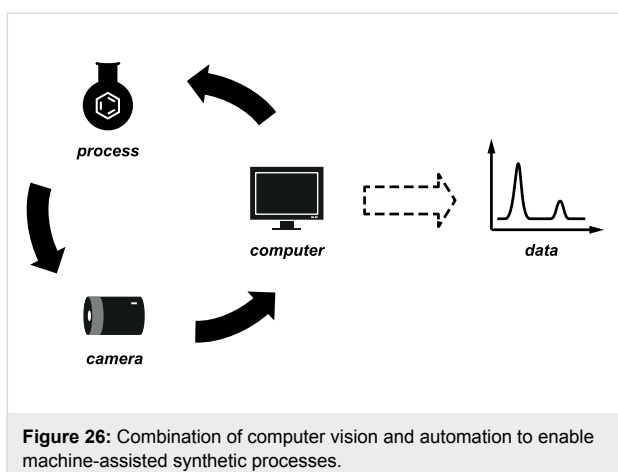 process
computer
data
camera
Figure 26: Combination of computer vision and automation to enable
machine-assisted synthetic processes.